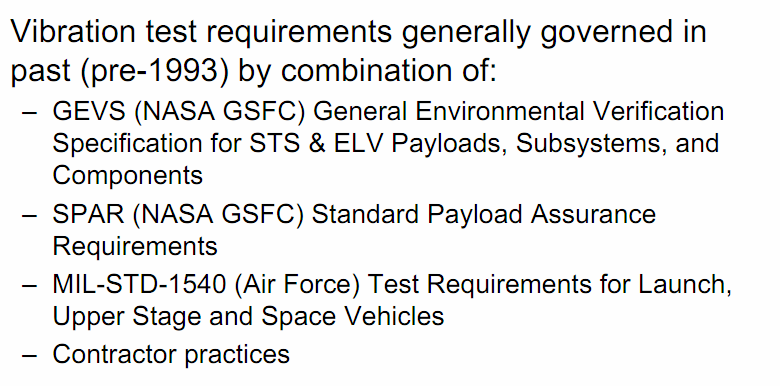 Vibration test requirements generally governed in
past (pre-1993) by combination of:
– GEVS (NASA GSFC) General Environmental Verification
Specification for STS & ELV Payloads, Subsystems, and
Components
– SPAR (NASA GSFC) Standard Payload Assurance
Requirements
– MIL-STD-1540 (Air Force) Test Requirements for Launch,
Upper Stage and Space Vehicles
– Contractor practices